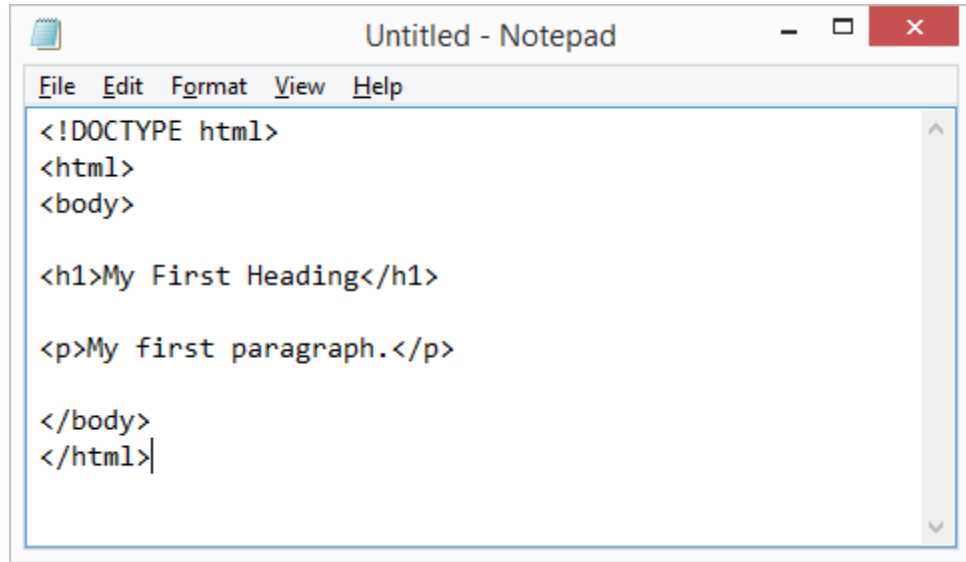 Untitled - Notepad
File Edit Format View Help
<!DOCTYPE html>
<html>
<body>
<h1>My First Heading</h1>
<p>My first paragraph.</p>
</body>
</html>